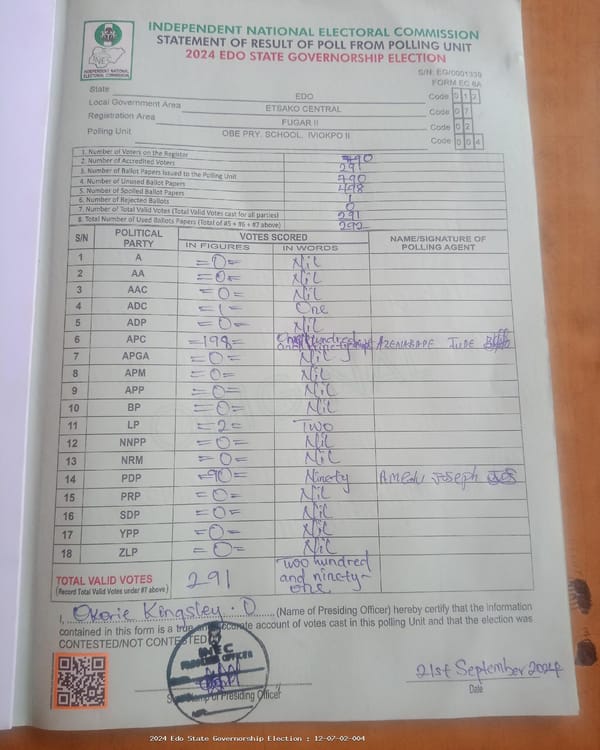 INDEPENDENT NATIONAL ELECTORAL COMMISSION
STATEMENT OF RESULT OF POLL FROM POLLING UNIT
2024 EDO STATE GOVERNORSHIP ELECTION
INDEPENDENT NATIONAL ELECTORAL COMMISSION
S/N: EG/0001339
FORM EC 8A
State EDO Code 0 1 2
Local Government Area ETSAKO CENTRAL Code 0 7
Registration Area FUGAR II Code 0 2
Polling Unit OBE PRY. SCHOOL, IVIOKPO II Code 0 0 4
1. Number of Voters on the Register 790
2. Number of Accredited Voters 291
3. Number of Ballot Papers Issued to the Polling Unit 790
4. Number of Unused Ballot Papers 498
5. Number of Spoiled Ballot Papers 1
6. Number of Rejected Ballots 0
7. Number of Total Valid Votes (Total Valid Votes cast for all parties) 291
8. Total Number of Used Ballots Papers (Total of #5 + #6 + #7 above) 292
S/N POLITICAL PARTY VOTES SCORED NAME/SIGNATURE OF POLLING AGENT
IN FIGURES IN WORDS
1 A =0= Nil
2 AA =0= Nil
3 AAC =0= Nil
4 ADC =1= One
5 ADP =0= Nil
6 APC =198= One hundred and ninety-eight AZENABAPE JUDE
7 APGA =0= Nil
8 APM =0= Nil
9 APP =0= Nil
10 BP =0= Nil
11 LP =2= Two
12 NNPP =0= Nil
13 NRM =0= Nil
14 PDP =90= Ninety Amedu Joseph
15 PRP =0= Nil
16 SDP =0= Nil
17 YPP =0= Nil
18 ZLP =0= Nil
TOTAL VALID VOTES 291 Two hundred and ninety-one
(Record Total Valid Votes under #7 above)
I, Okorie Kingsley . O (Name of Presiding Officer) hereby certify that the information
contained in this form is a true and accurate account of votes cast in this polling Unit and that the election was
CONTESTED/NOT CONTESTED
INEC
PRESIDING OFFICER
21st September 2024
of Presiding Officer
Date
2024 Edo State Governorship Election : 12-07-02-004